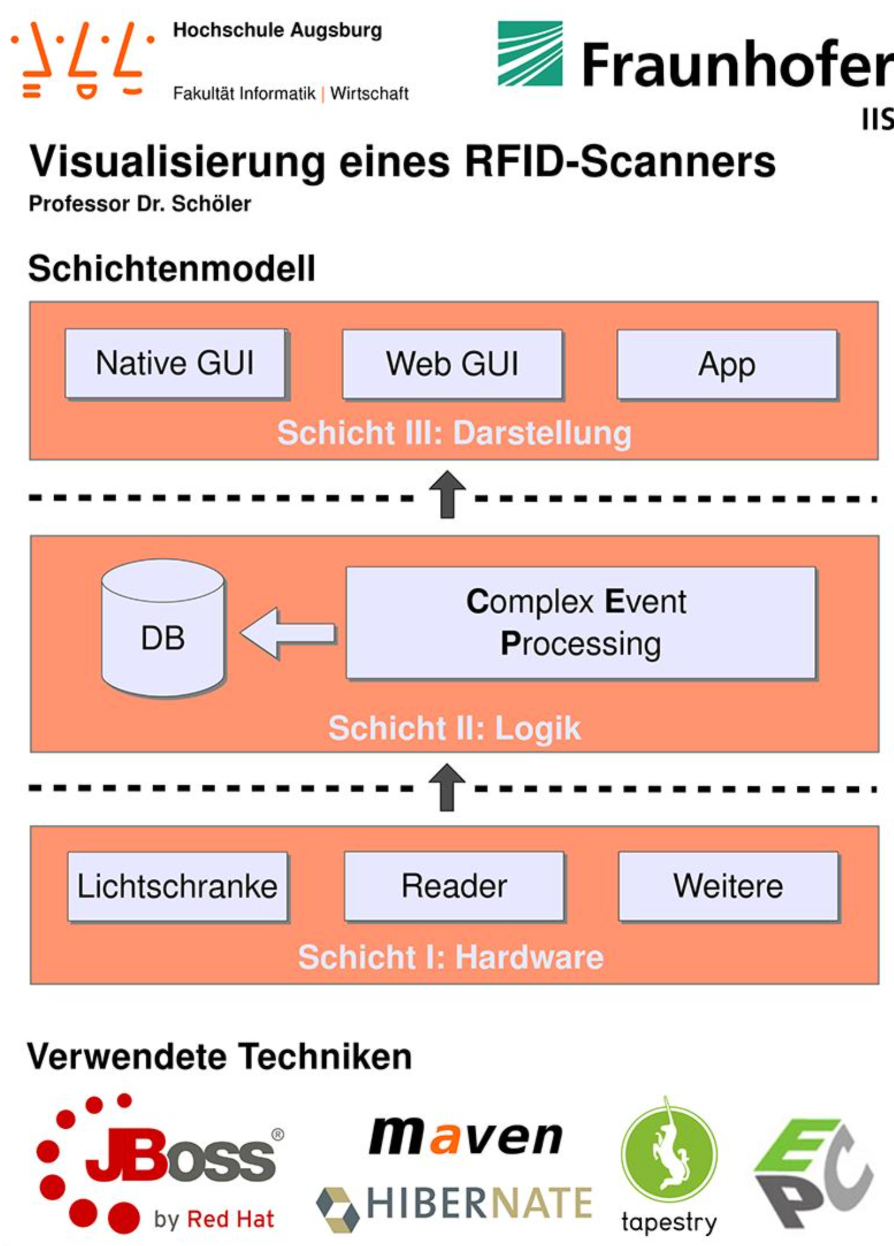 Hochschule Augsburg
Fakultät Informatik | Wirtschaft
Fraunhofer
IIS
Visualisierung eines RFID-Scanners
Professor Dr. Schöler
Schichtenmodell
Native GUI
Web GUI
App
Schicht III: Darstellung
DB
Complex Event
Processing
Schicht II: Logik
Lichtschranke
Reader
Weitere
Schicht I: Hardware
Verwendete Techniken
JBoss®
by Red Hat
maven
HIBERNATE
tapestry
EPC